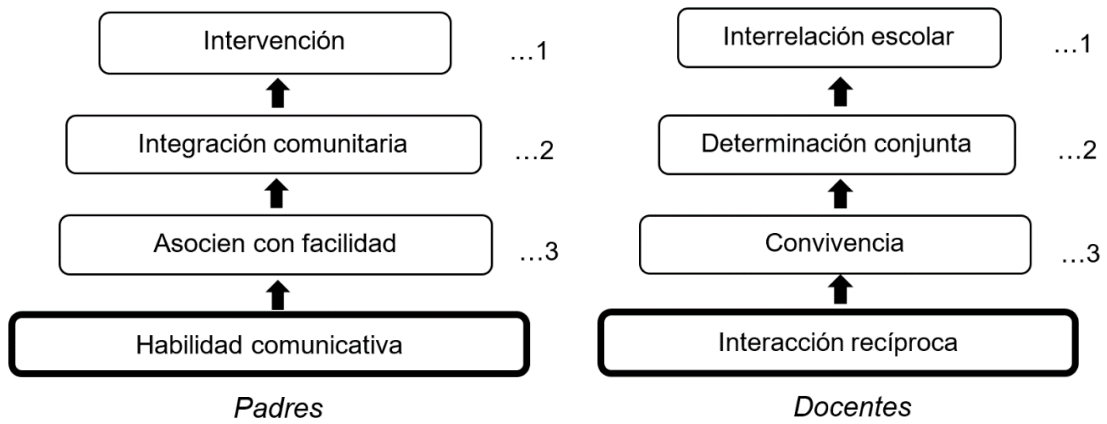 Intervención
…1
Integración comunitaria
…2
Asocien con facilidad
…3
Habilidad comunicativa
Padres
Interrelación escolar
…1
Determinación conjunta
…2
Convivencia
…3
Interacción recíproca
Docentes